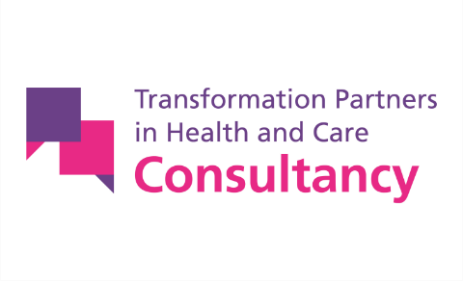 Transformation Partners
in Health and Care
Consultancy